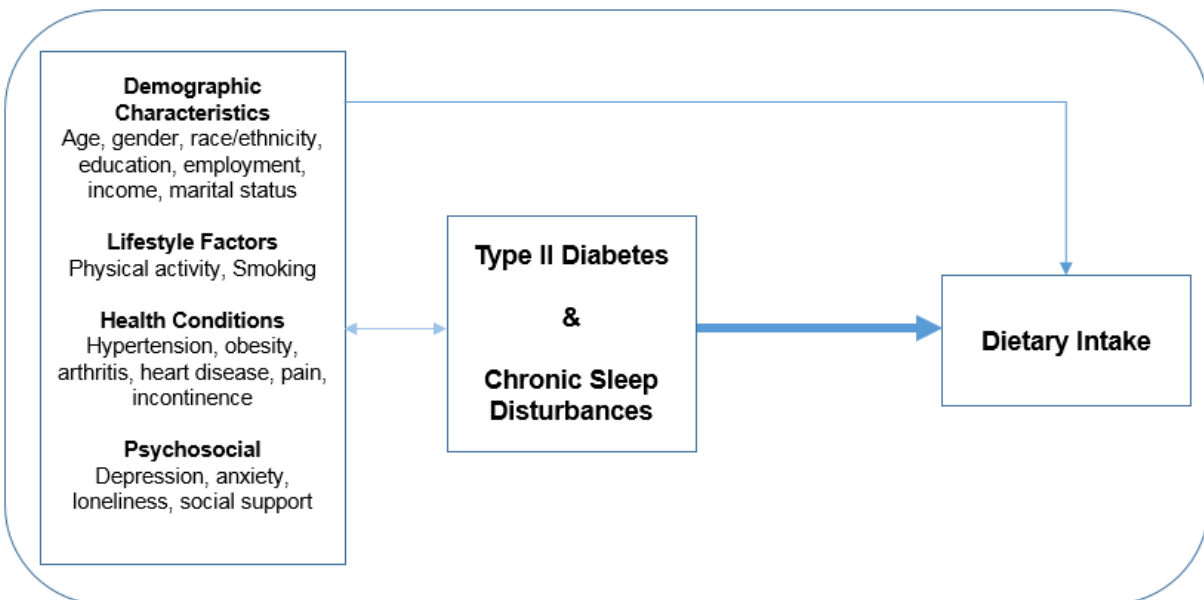 Demographic
Characteristics
Age, gender, race/ethnicity,
education, employment,
income, marital status
Lifestyle Factors
Physical activity, Smoking
Health Conditions
Hypertension, obesity,
arthritis, heart disease, pain,
incontinence
Psychosocial
Depression, anxiety,
loneliness, social support
Type II Diabetes
&
Chronic Sleep
Disturbances
Dietary Intake